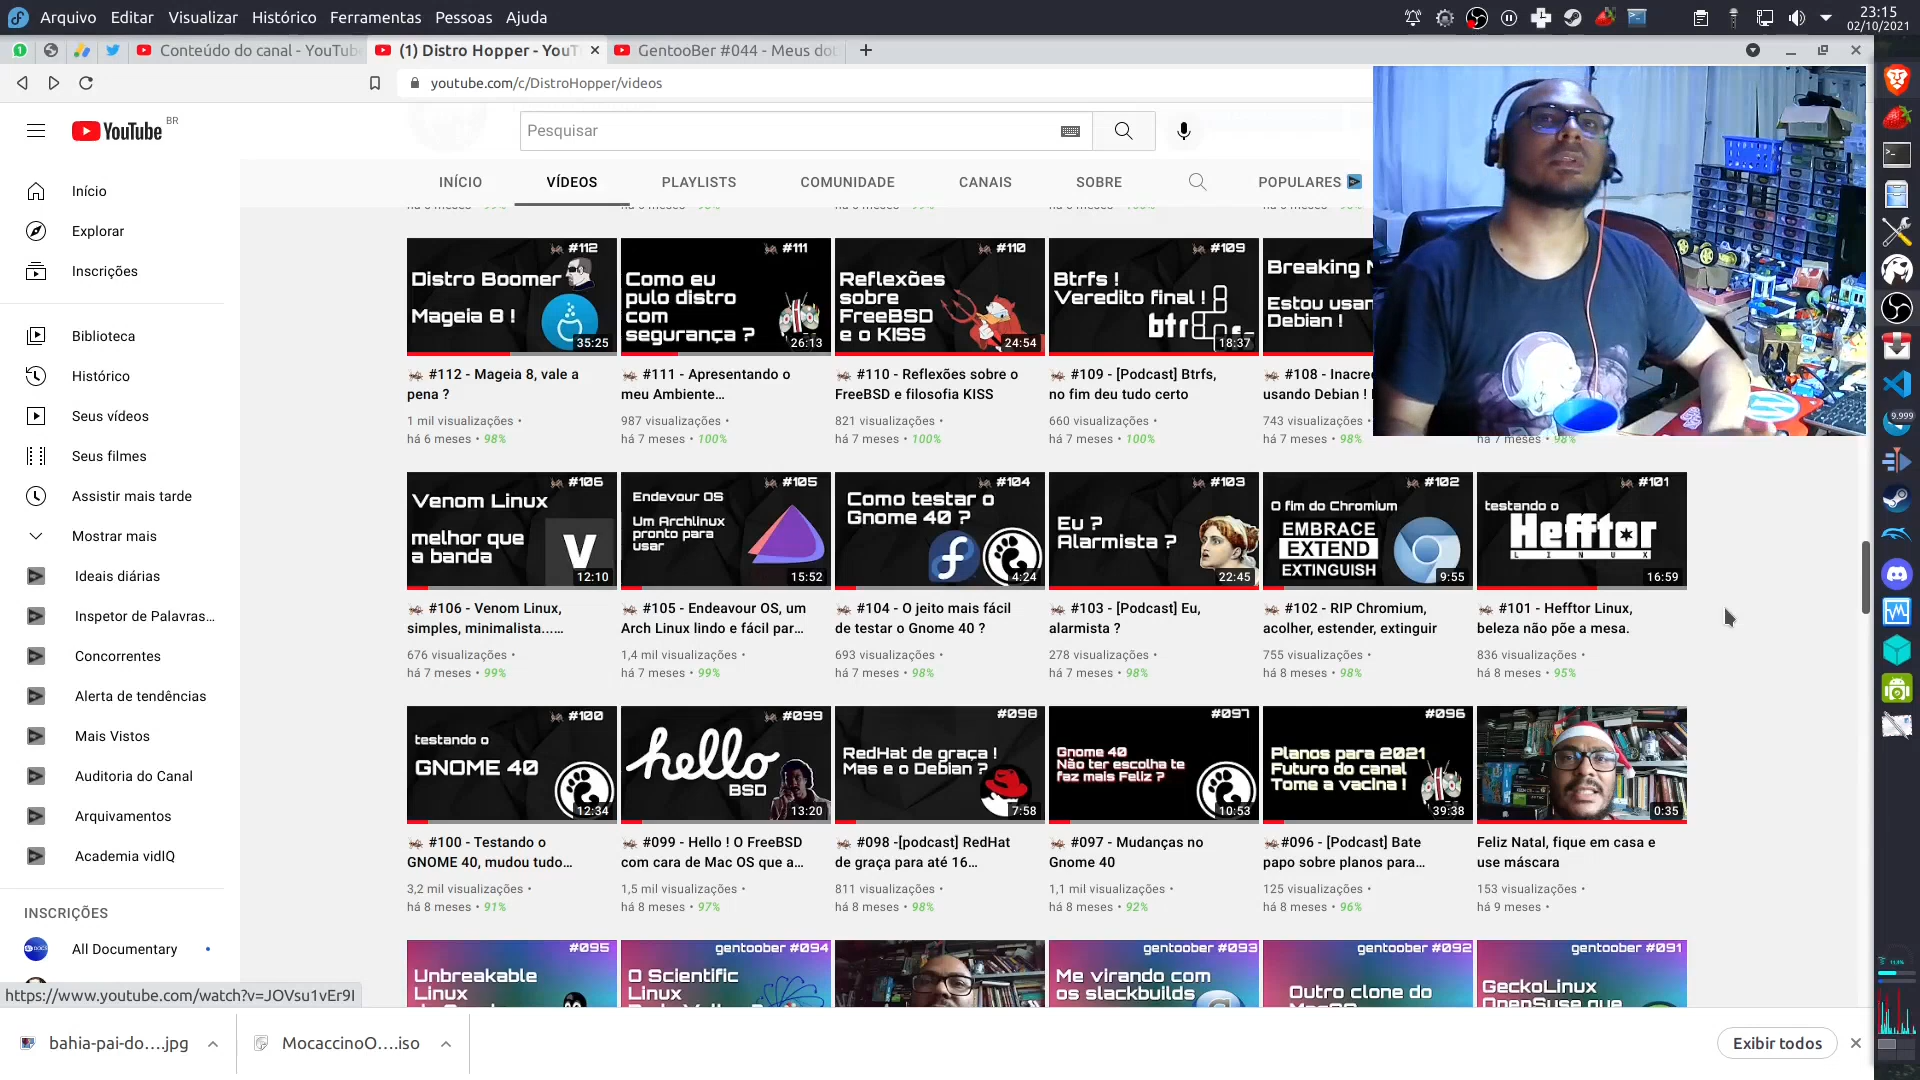 Arquivo Editar Visualizar Histórico Ferramentas Pessoas Ajuda
23:15
02/10/2021
Conteúdo do canal - YouTube
(1) Distro Hopper - YouT
GentooBer #044 - Meus dot
youtube.com/c/DistroHopper/videos
YouTube BR
Pesquisar
INÍCIO VÍDEOS PLAYLISTS COMUNIDADE CANAIS SOBRE POPULARES
Início
Explorar
Inscrições
Biblioteca
Histórico
Seus vídeos
Seus filmes
Assistir mais tarde
Mostrar mais
Ideais diárias
Inspetor de Palavras...
Concorrentes
Alerta de tendências
Mais Vistos
Auditoria do Canal
Arquivamentos
Academia vidIQ
INSCRIÇÕES
All Documentary
#112
Distro Boomer
Mageia 8 !
35:25
#112 - Mageia 8, vale a
pena ?
1 mil visualizações •
há 6 meses • 98%
#111
Como eu
pulo distro
com
segurança ?
26:13
#111 - Apresentando o
meu Ambiente...
987 visualizações •
há 7 meses • 100%
#110
Reflexões
sobre
FreeBSD
e o KISS
24:54
#110 - Reflexões sobre o
FreeBSD e filosofia KISS
821 visualizações •
há 7 meses • 100%
#109
Btrfs !
Veredito final !
18:37
#109 - [Podcast] Btrfs,
no fim deu tudo certo
660 visualizações •
há 7 meses • 100%
Breaking N
Estou usan
Debian !
#108 - Inacre
usando Debian !
743 visualizações •
há 7 meses • 98%
há 7 meses • 98%
#106
Venom Linux
melhor que
a banda
V
12:10
#106 - Venom Linux,
simples, minimalista......
676 visualizações •
há 7 meses • 99%
#105
Endevour OS
Um Archlinux
pronto para
usar
15:52
#105 - Endeavour OS, um
Arch Linux lindo e fácil par...
1,4 mil visualizações •
há 7 meses • 99%
#104
Como testar o
Gnome 40 ?
4:24
#104 - O jeito mais fácil
de testar o Gnome 40 ?
693 visualizações •
há 7 meses • 98%
#103
Eu ?
Alarmista ?
22:45
#103 - [Podcast] Eu,
alarmista ?
278 visualizações •
há 7 meses • 98%
#102
O fim do Chromium
EMBRACE
EXTEND
EXTINGUISH
9:55
#102 - RIP Chromium,
acolher, estender, extinguir
755 visualizações •
há 8 meses • 98%
#101
testando o
Hefftor
LINUX
16:59
#101 - Hefftor Linux,
beleza não põe a mesa.
836 visualizações •
há 8 meses • 95%
#100
testando o
GNOME 40
12:34
#100 - Testando o
GNOME 40, mudou tudo...
3,2 mil visualizações •
há 8 meses • 91%
#099
hello
BSD
13:20
#099 - Hello ! O FreeBSD
com cara de Mac OS que a...
1,5 mil visualizações •
há 8 meses • 97%
#098
RedHat de graça !
Mas e o Debian ?
7:58
#098 -[podcast] RedHat
de graça para até 16...
811 visualizações •
há 8 meses • 98%
#097
Gnome 40
Não ter escolha te
faz mais Feliz ?
10:53
#097 - Mudanças no
Gnome 40
1,1 mil visualizações •
há 8 meses • 92%
#096
Planos para 2021
Futuro do canal
Tome a vacina !
39:38
#096 - [Podcast] Bate
papo sobre planos para...
125 visualizações •
há 8 meses • 96%
0:35
Feliz Natal, fique em casa e
use máscara
153 visualizações •
há 9 meses •
#095
Unbreakable
Linux
gentoober #094
O Scientific
Linux
gentoober #093
Me virando com
os slackbuilds
gentoober #092
Outro clone do
gentoober #091
GeckoLinux
OpenSuse que
9.999
https://www.youtube.com/watch?v=JOVsu1vEr9I
bahia-pai-do-....jpg
MocaccinoO....iso
Exibir todos